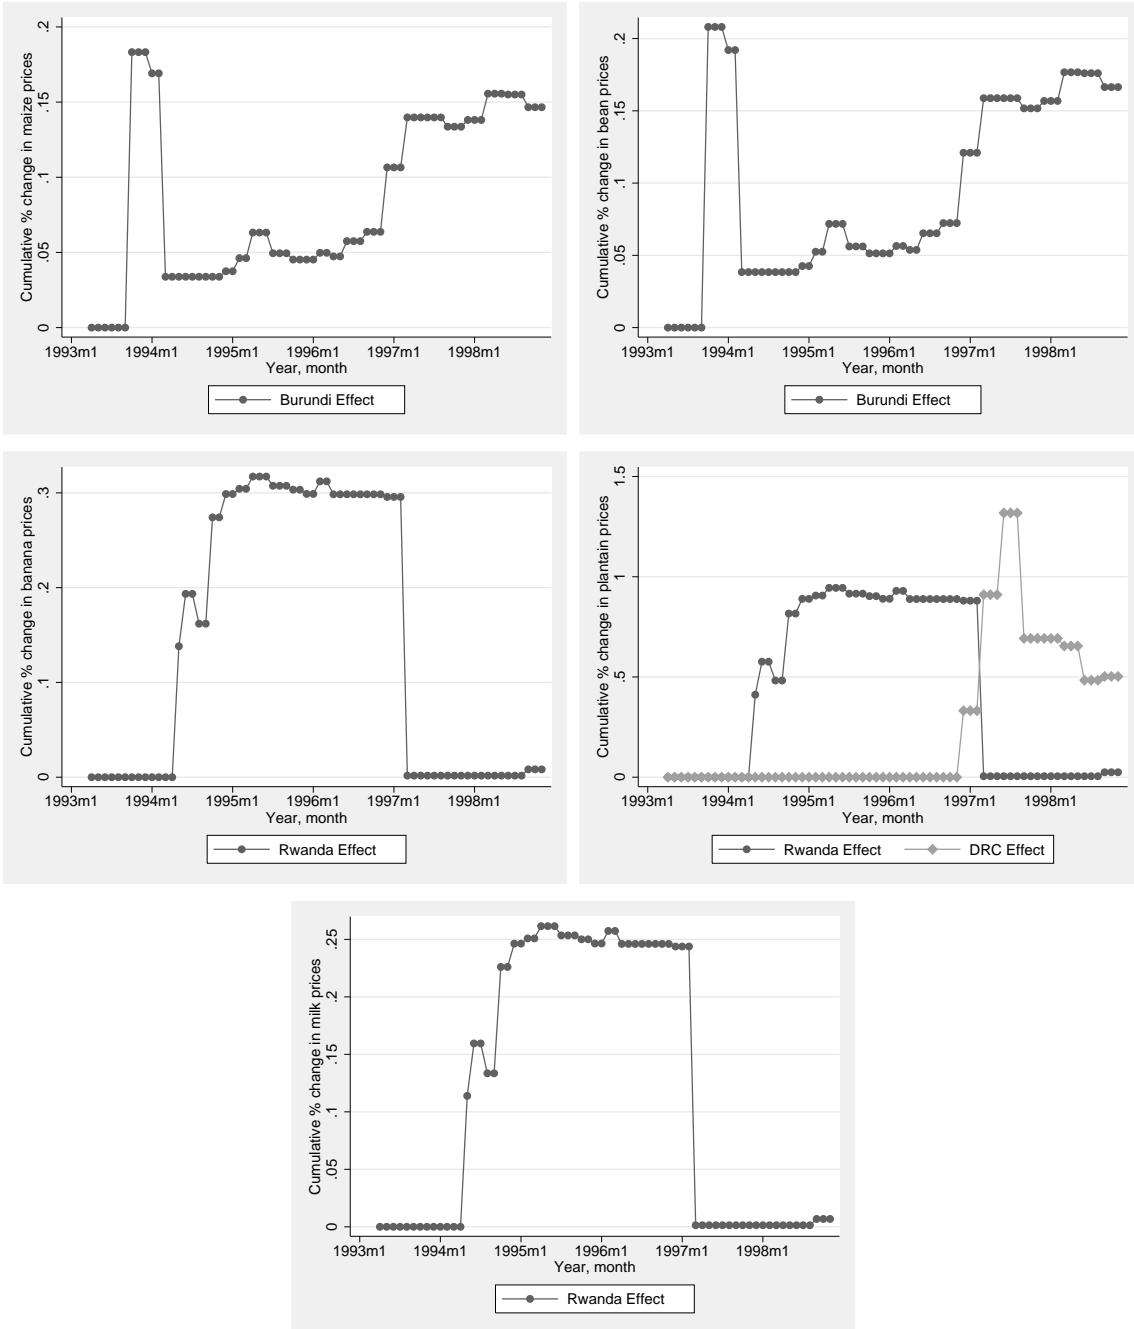 Cumulative % change in maize prices
.2
.15
.1
.05
0
1993m1 1994m1 1995m1 1996m1 1997m1 1998m1
Year, month
Burundi Effect
Cumulative % change in bean prices
.2
.15
.1
.05
0
1993m1 1994m1 1995m1 1996m1 1997m1 1998m1
Year, month
Burundi Effect
Cumulative % change in banana prices
.3
.2
.1
0
1993m1 1994m1 1995m1 1996m1 1997m1 1998m1
Year, month
Rwanda Effect
Cumulative % change in plantain prices
1.5
1
.5
0
1993m1 1994m1 1995m1 1996m1 1997m1 1998m1
Year, month
Rwanda Effect DRC Effect
Cumulative % change in milk prices
.25
.2
.15
.1
.05
0
1993m1 1994m1 1995m1 1996m1 1997m1 1998m1
Year, month
Rwanda Effect